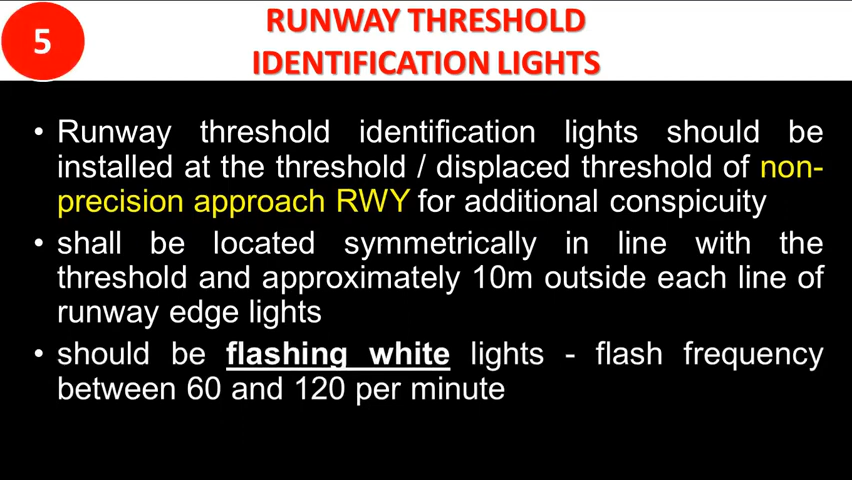 5
RUNWAY THRESHOLD
IDENTIFICATION LIGHTS
• Runway threshold identification lights should be
installed at the threshold / displaced threshold of non-
precision approach RWY for additional conspicuity
• shall be located symmetrically in line with the
threshold and approximately 10m outside each line of
runway edge lights
• should be flashing white lights - flash frequency
between 60 and 120 per minute